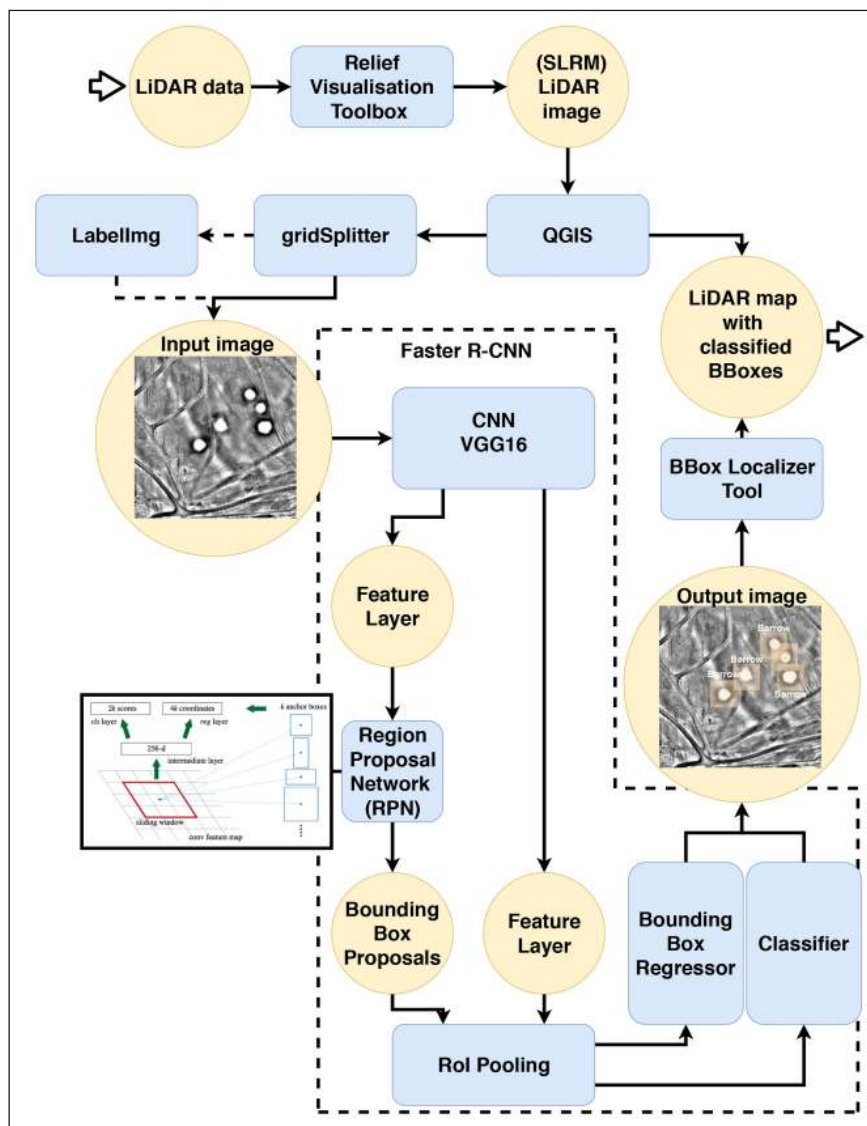 LiDAR data
Relief
Visualisation
Toolbox
(SLRM)
LiDAR
image
LabelImg
gridSplitter
QGIS
LiDAR map
with
classified
BBoxes
Input image
Faster R-CNN
CNN
VGG16
BBox Localizer
Tool
Feature
Layer
Output image
Barrow
Barrow
Barrow
Barrow
2k scores
4k coordinates
k anchor boxes
cls layer
reg layer
256-d
intermediate layer
sliding window
conv feature map
Region
Proposal
Network
(RPN)
Bounding
Box
Proposals
Feature
Layer
Bounding
Box
Regressor
Classifier
RoI Pooling